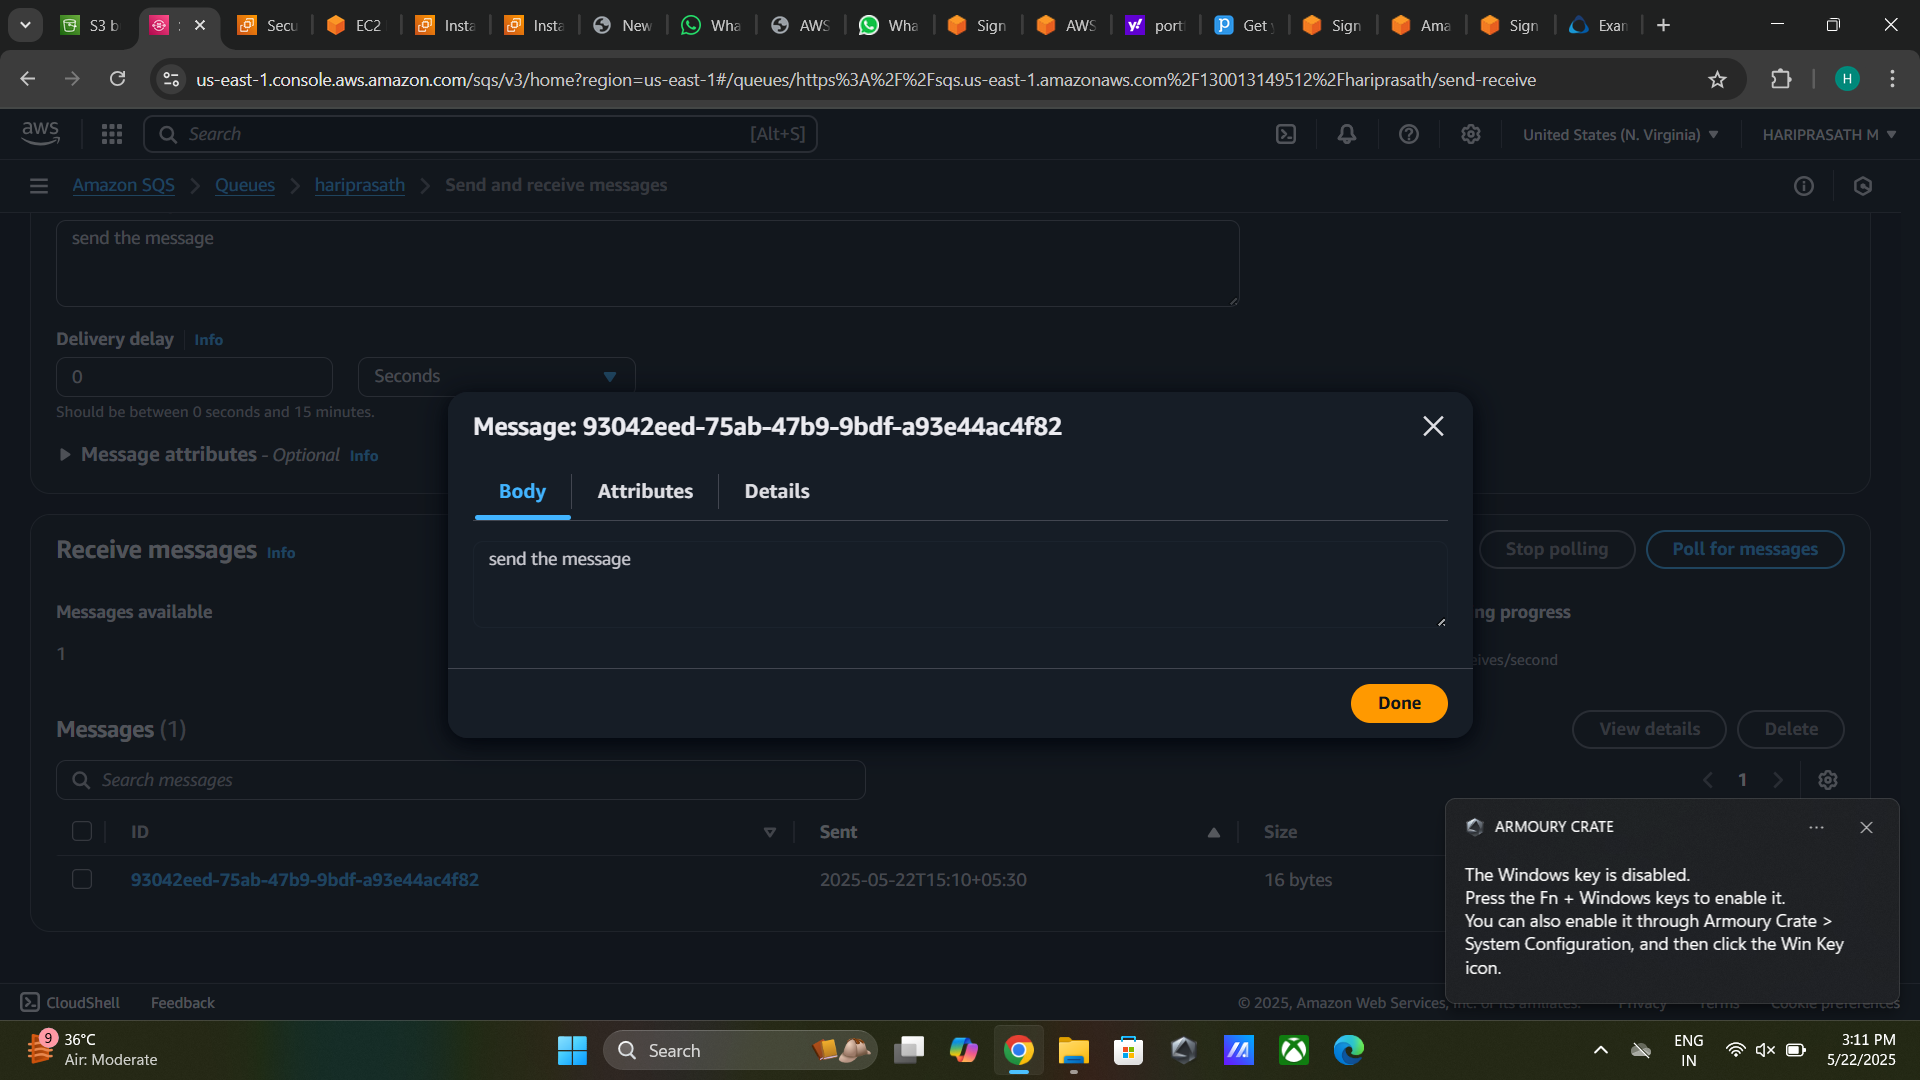 S3 b
Secu
EC2
Insta
Insta
New
Wha
AWS
Wha
Sign
AWS
port
Get
Sign
Ama
Sign
Exan
us-east-1.console.aws.amazon.com/sqs/v3/home?region=us-east-1#/queues/https%3A%2F%2Fsqs.us-east-1.amazonaws.com%2F130013149512%2Fhariprasath/send-receive
H
aws
Search
[Alt+S]
United States (N. Virginia)
HARIPRASATH M
Amazon SQS
Queues
hariprasath
Send and receive messages
send the message
Delivery delay
Info
0
Seconds
Should be between 0 seconds and 15 minutes.
Message attributes - Optional Info
Message: 93042eed-75ab-47b9-9bdf-a93e44ac4f82
Body
Attributes
Details
send the message
Done
Receive messages Info
Stop polling
Poll for messages
Messages available
ng progress
1
eives/second
Messages (1)
View details
Delete
Search messages
1
ID
Sent
Size
93042eed-75ab-47b9-9bdf-a93e44ac4f82
2025-05-22T15:10+05:30
16 bytes
ARMOURY CRATE
The Windows key is disabled.
Press the Fn + Windows keys to enable it.
You can also enable it through Armoury Crate >
System Configuration, and then click the Win Key
icon.
CloudShell
Feedback
© 2025, Amazon Web Services, Inc. or its affiliates.
Privacy
Terms
Cookie preferences
9
36°C
Air: Moderate
Search
ENG
IN
3:11 PM
5/22/2025